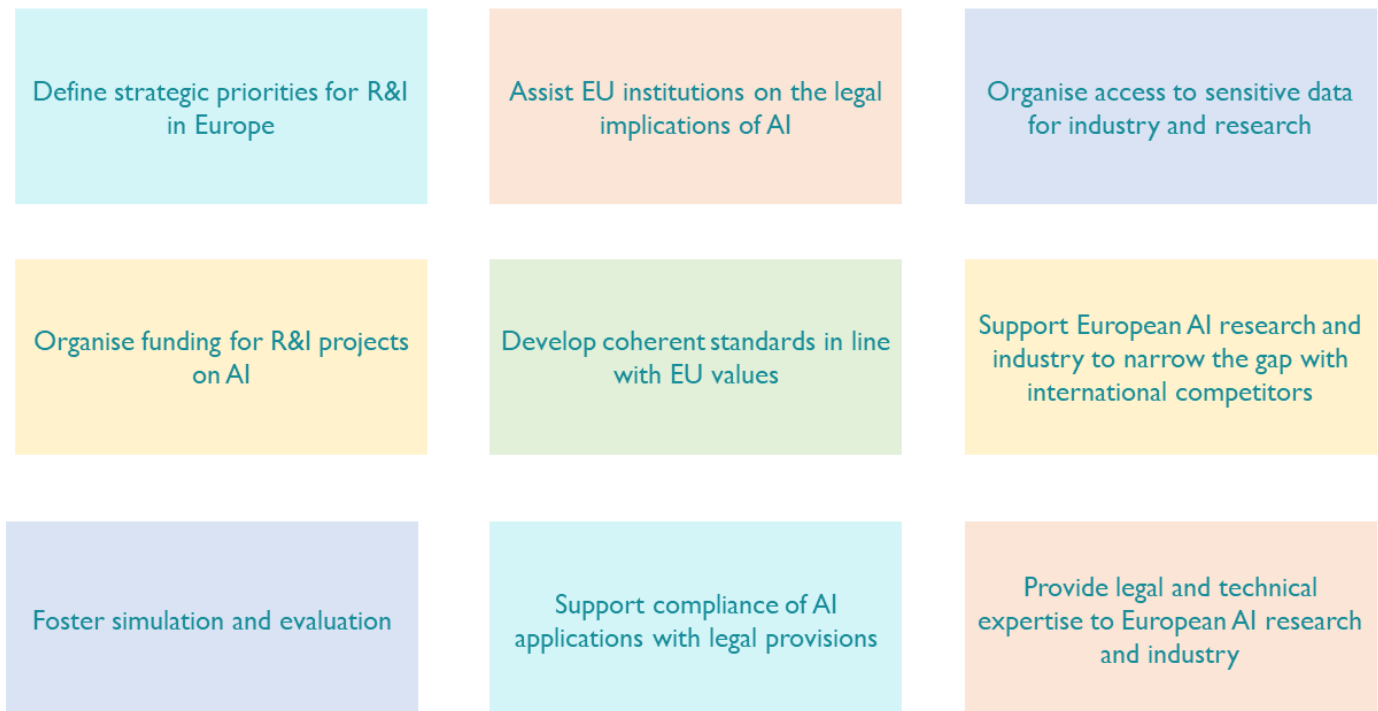 Define strategic priorities for R&I
in Europe
Assist EU institutions on the legal
implications of AI
Organise access to sensitive data
for industry and research
Organise funding for R&I projects
on AI
Develop coherent standards in line
with EU values
Support European AI research and
industry to narrow the gap with
international competitors
Foster simulation and evaluation
Support compliance of AI
applications with legal provisions
Provide legal and technical
expertise to European AI research
and industry